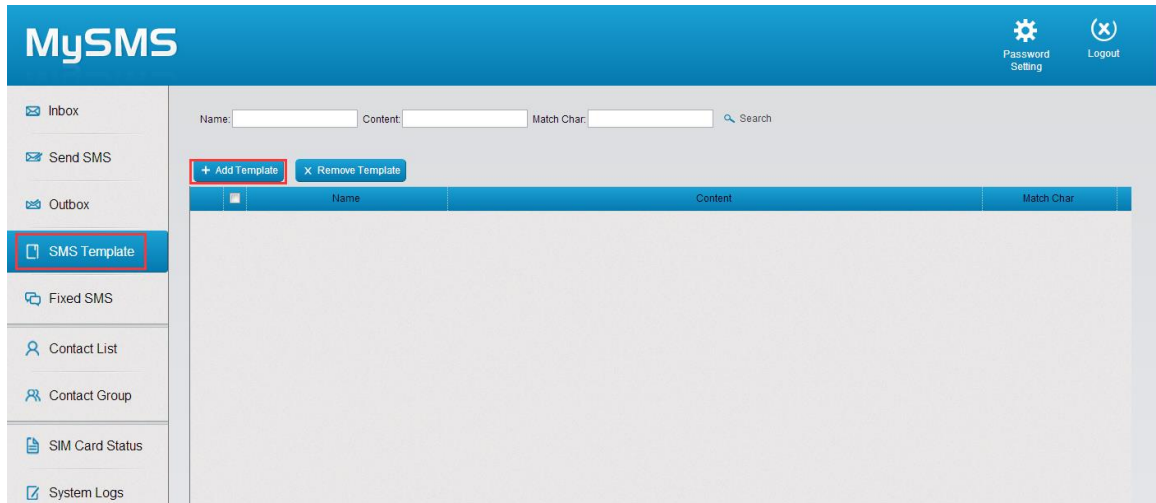 MySMS
Password
Setting
Logout
Inbox
Send SMS
Outbox
SMS Template
Fixed SMS
Contact List
Contact Group
SIM Card Status
System Logs
Name: Content: Match Char: Search
+ Add Template X Remove Template
Name Content Match Char